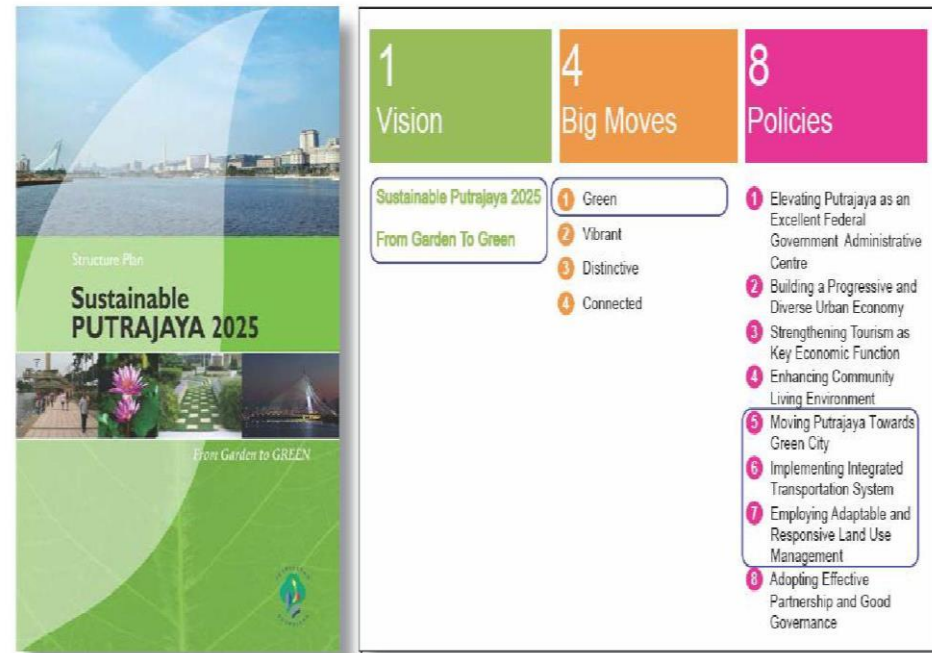 Structure Plan
Sustainable
PUTRAJAYA 2025
From Garden to GREEN
1
Vision
Sustainable Putrajaya 2025
From Garden To Green
4
Big Moves
1 Green
2 Vibrant
3 Distinctive
4 Connected
8
Policies
1 Elevating Putrajaya as an
Excellent Federal
Government Administrative
Centre
2 Building a Progressive and
Diverse Urban Economy
3 Strengthening Tourism as
Key Economic Function
4 Enhancing Community
Living Environment
5 Moving Putrajaya Towards
Green City
6 Implementing Integrated
Transportation System
7 Employing Adaptable and
Responsive Land Use
Management
8 Adopting Effective
Partnership and Good
Governance